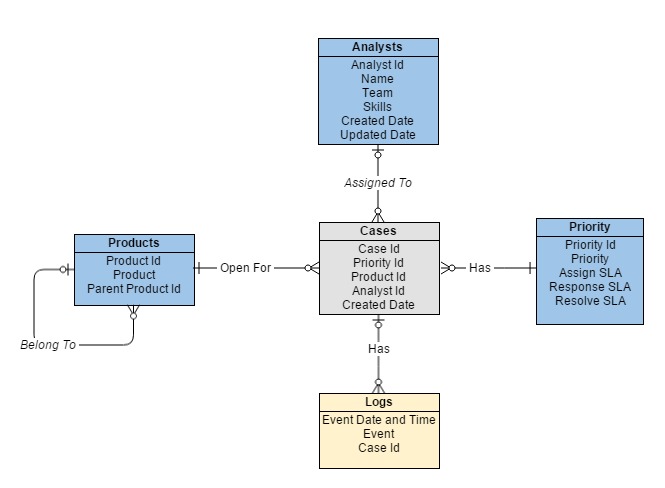 Analysts
Analyst Id
Name
Team
Skills
Created Date
Updated Date
Assigned To
Products
Product Id
Product
Parent Product Id
Belong To
Open For
Cases
Case Id
Priority Id
Product Id
Analyst Id
Created Date
Has
Priority
Priority Id
Priority
Assign SLA
Response SLA
Resolve SLA
Has
Logs
Event Date and Time
Event
Case Id